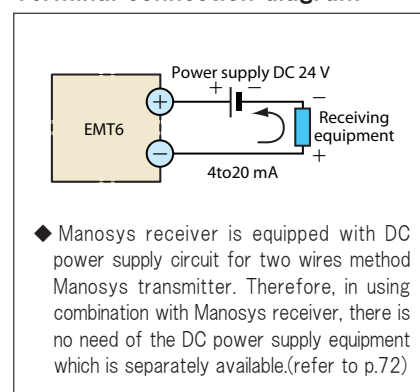 Terminal connection diagram
Power supply DC 24 V
+ −
−
+
EMT6
Receiving
equipment
−
+
4to20 mA
◆ Manosys receiver is equipped with DC
power supply circuit for two wires method
Manosys transmitter. Therefore, in using
combination with Manosys receiver, there is
no need of the DC power supply equipment
which is separately available.(refer to p.72)